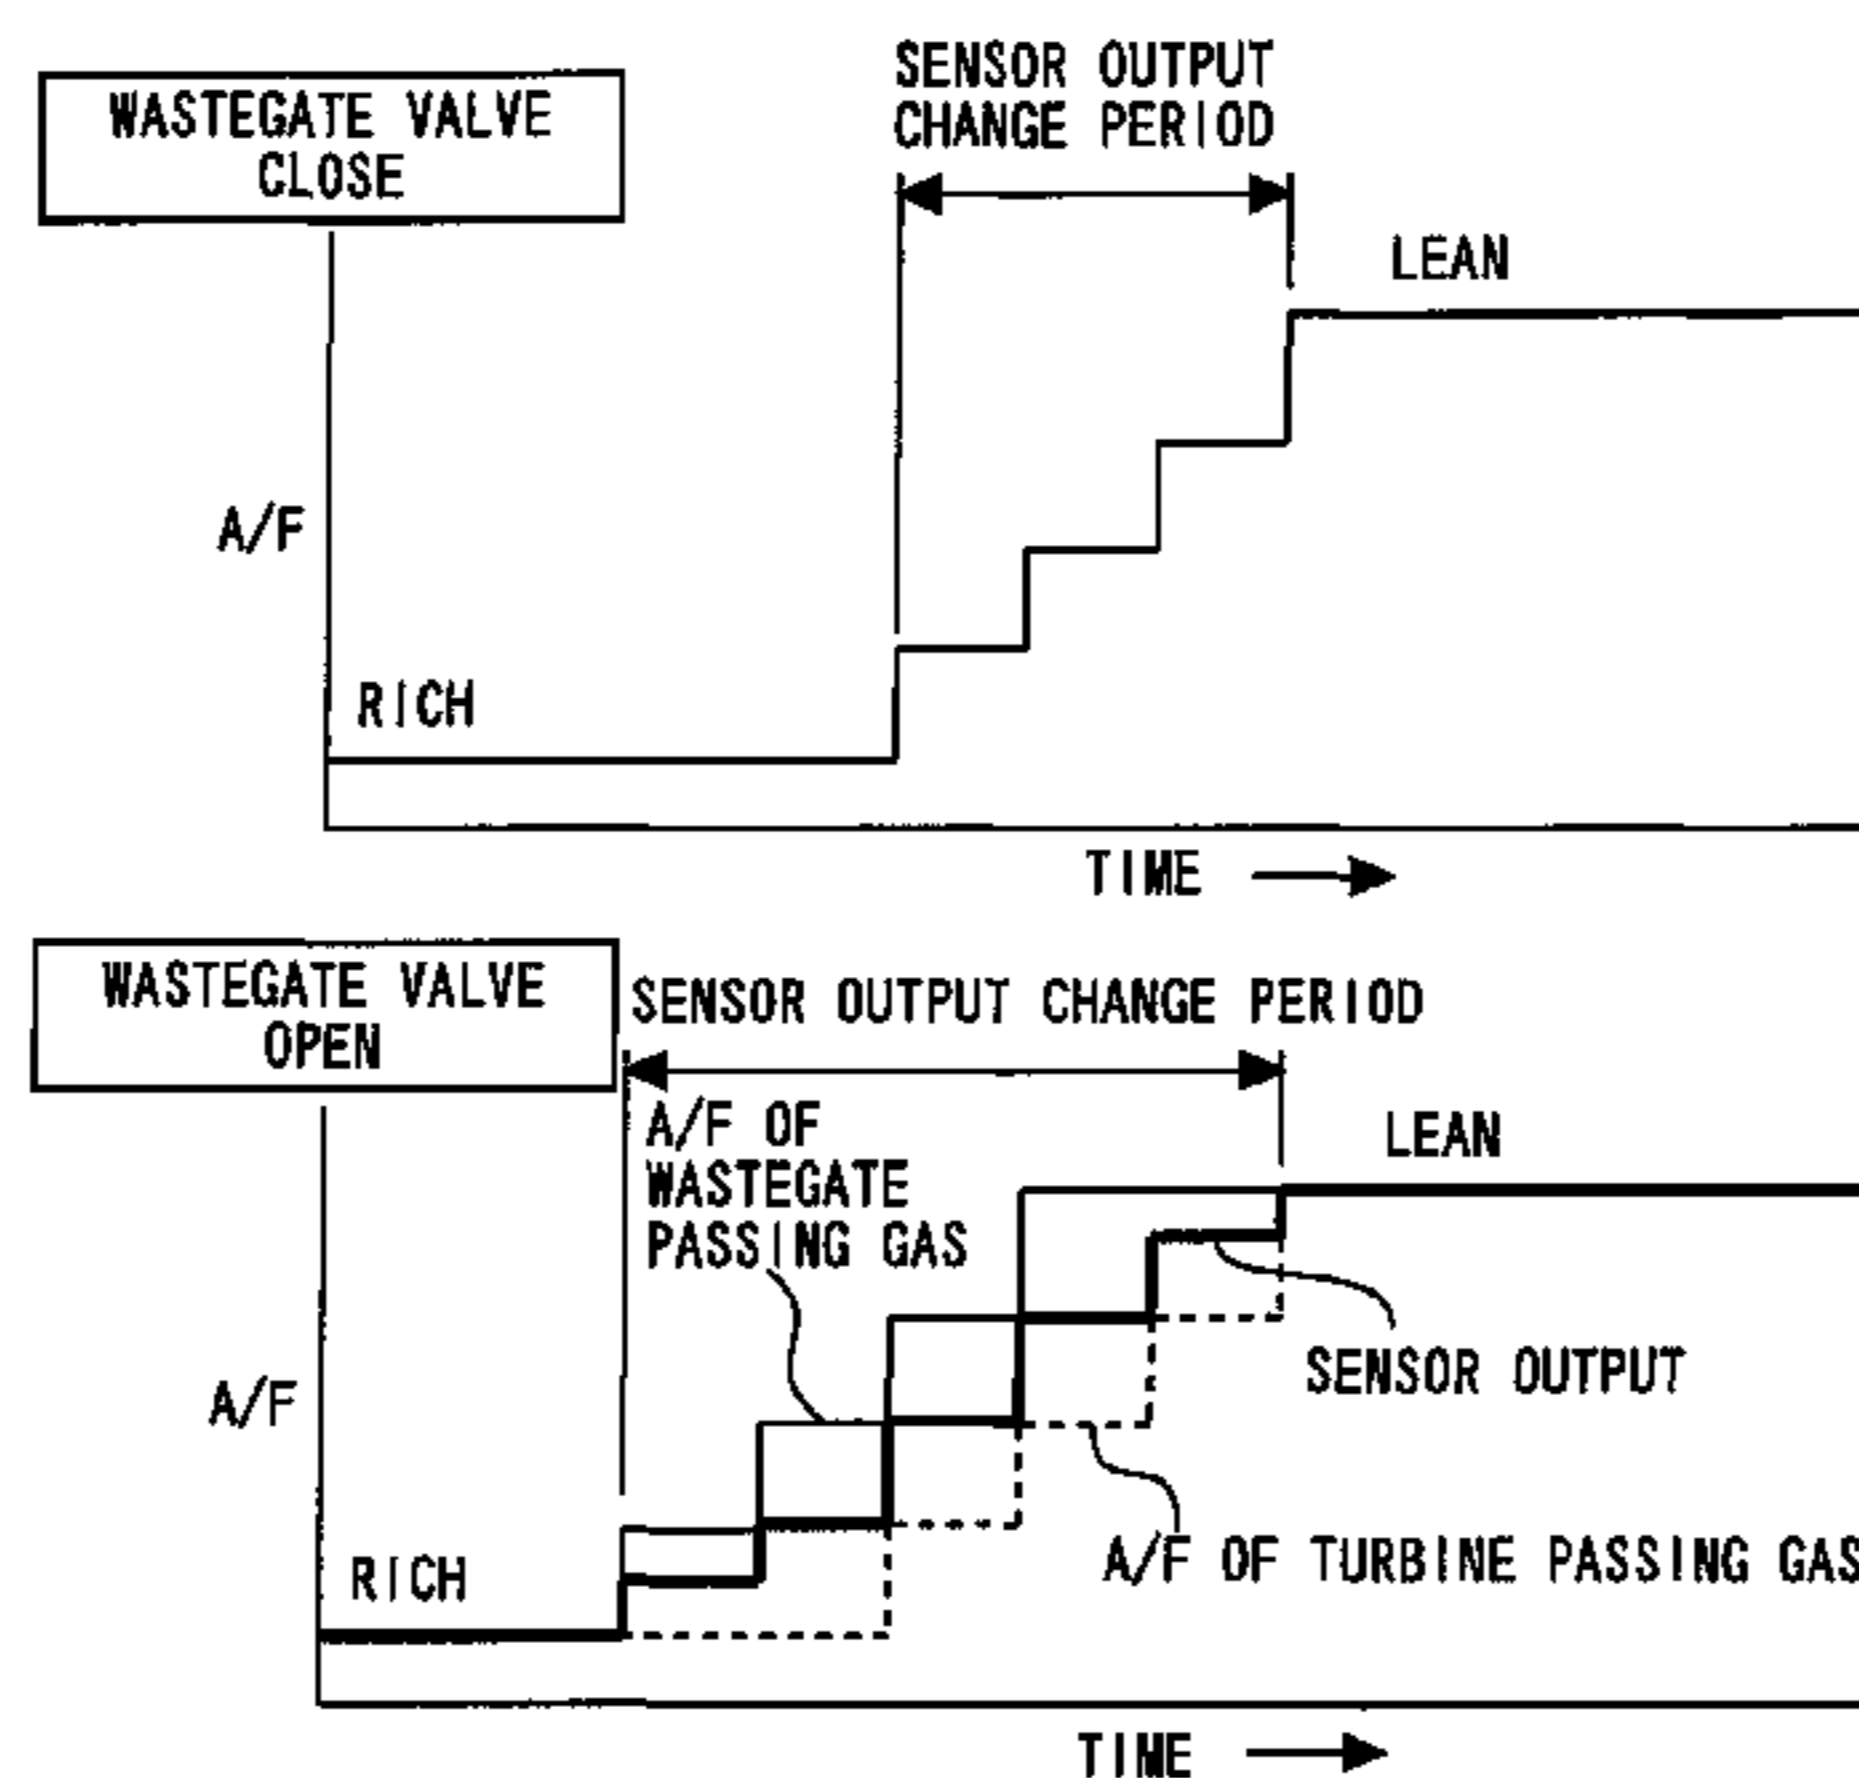 WASTEGATE VALVE
CLOSE
SENSOR OUTPUT
CHANGE PERIOD
LEAN
A/F
RICH
TIME
WASTEGATE VALVE
OPEN
SENSOR OUTPUT CHANGE PERIOD
A/F OF
WASTEGATE
PASSING GAS
LEAN
A/F
SENSOR OUTPUT
A/F OF TURBINE PASSING GAS
RICH
TIME